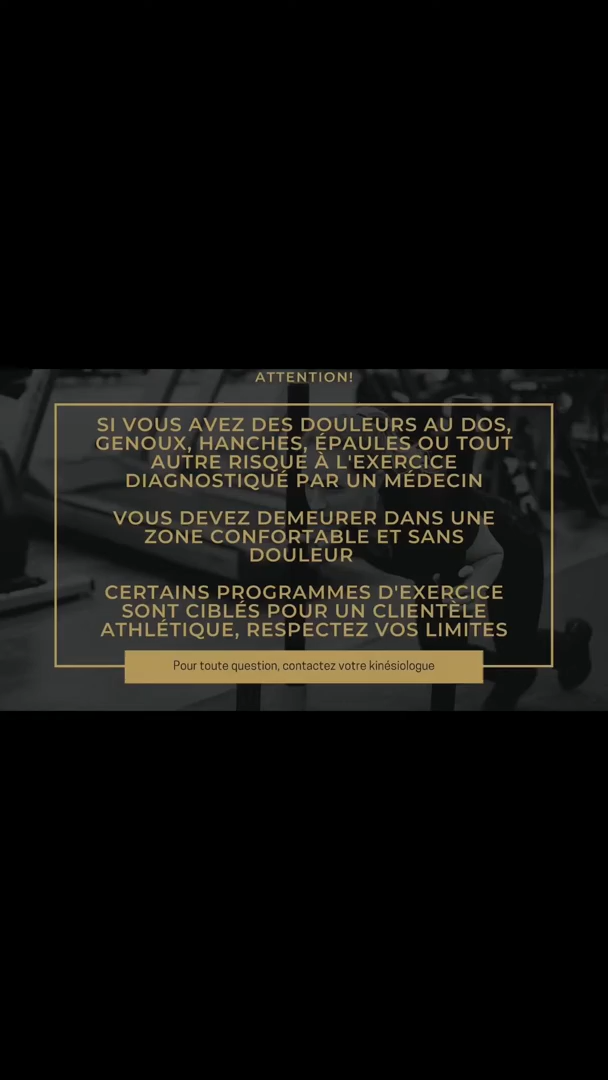 ATTENTION!
SI VOUS AVEZ DES DOULEURS AU DOS,
GENOUX, HANCHES, ÉPAULES OU TOUT
AUTRE RISQUE À L'EXERCICE
DIAGNOSTIQUÉ PAR UN MÉDECIN
VOUS DEVEZ DEMEURER DANS UNE
ZONE CONFORTABLE ET SANS
DOULEUR
CERTAINS PROGRAMMES D'EXERCICE
SONT CIBLÉS POUR UN CLIENTÈLE
ATHLÉTIQUE, RESPECTEZ VOS LIMITES
Pour toute question, contactez votre kinésiologue